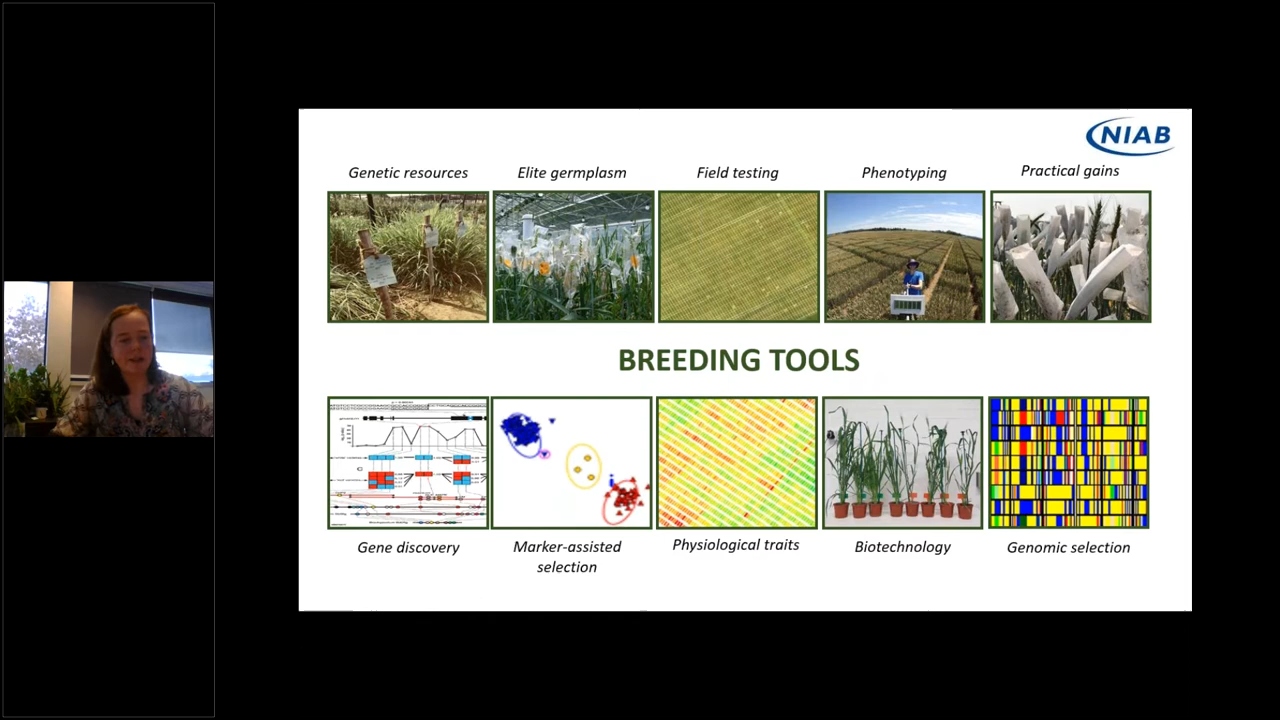 NIAB
Genetic resources
Elite germplasm
Field testing
Phenotyping
Practical gains
BREEDING TOOLS
Gene discovery
Marker-assisted
selection
Physiological traits
Biotechnology
Genomic selection